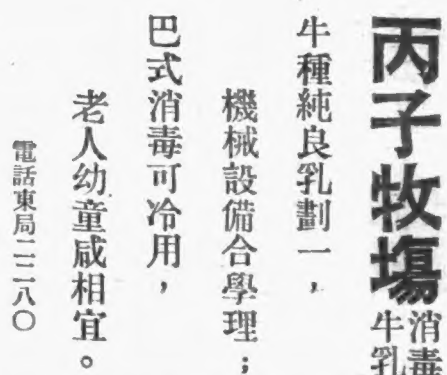 丙子牧場
消毒
牛乳
牛種純良乳劃一，
機械設備合學理；
巴式消毒可冷用，
老人幼童咸相宜。
電話東局二二八〇